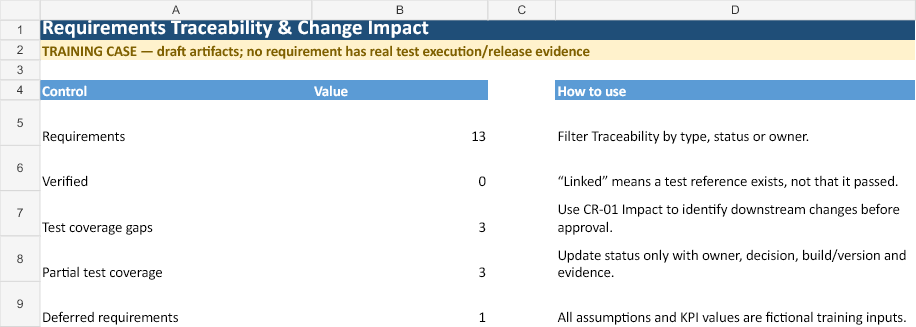 A B C D
1 Requirements Traceability & Change Impact
2 TRAINING CASE — draft artifacts; no requirement has real test execution/release evidence
3
4 Control Value How to use
5 Requirements 13 Filter Traceability by type, status or owner.
6 Verified 0 “Linked” means a test reference exists, not that it passed.
7 Test coverage gaps 3 Use CR-01 Impact to identify downstream changes before
approval.
8 Partial test coverage 3 Update status only with owner, decision, build/version and
evidence.
9 Deferred requirements 1 All assumptions and KPI values are fictional training inputs.